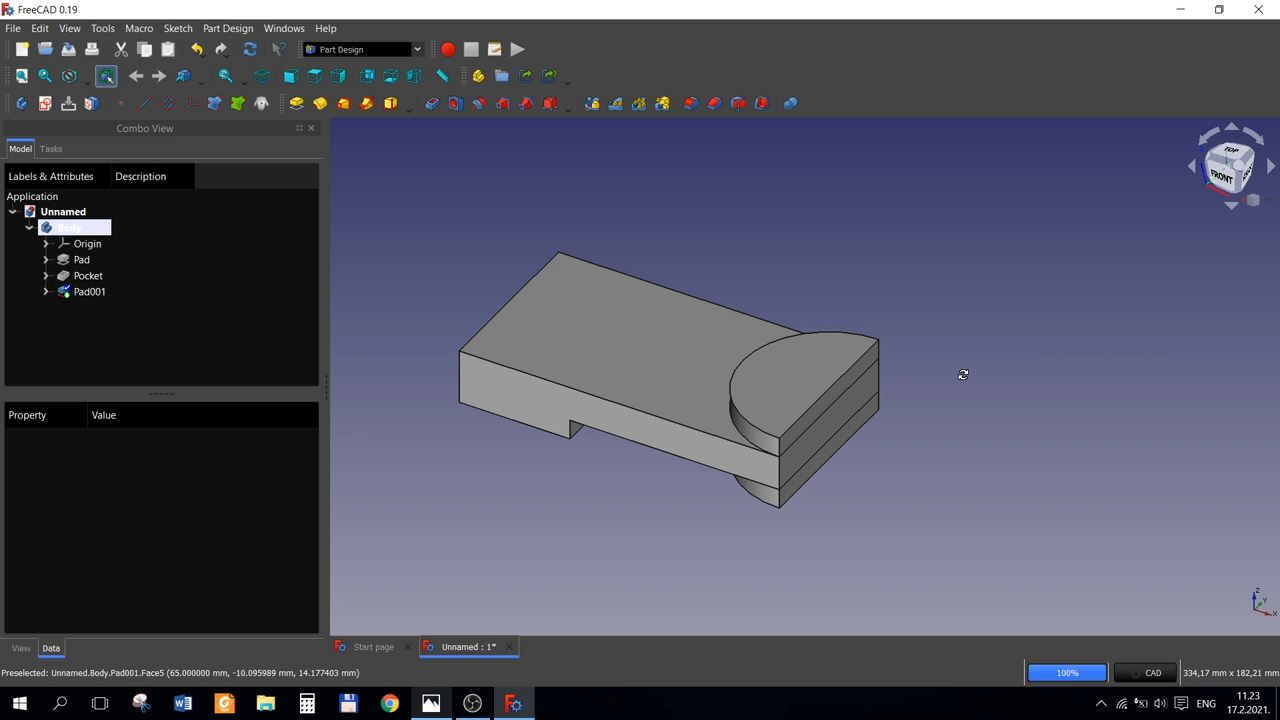 FreeCAD 0.19
File Edit View Tools Macro Sketch Part Design Windows Help
Part Design
Combo View
Model Tasks
Labels & Attributes Description
Application
Unnamed
Body
Origin
Pad
Pocket
Pad001
TOP
FRONT
Property Value
View Data
Start page
Unnamed : 1*
Z
Y
X
Preselected: Unnamed.Body.Pad001.Face5 (65.000000 mm, -10.095989 mm, 14.177403 mm)
100%
CAD
334,17 mm x 182,21 mm
ENG
11.23
17.2.2021.